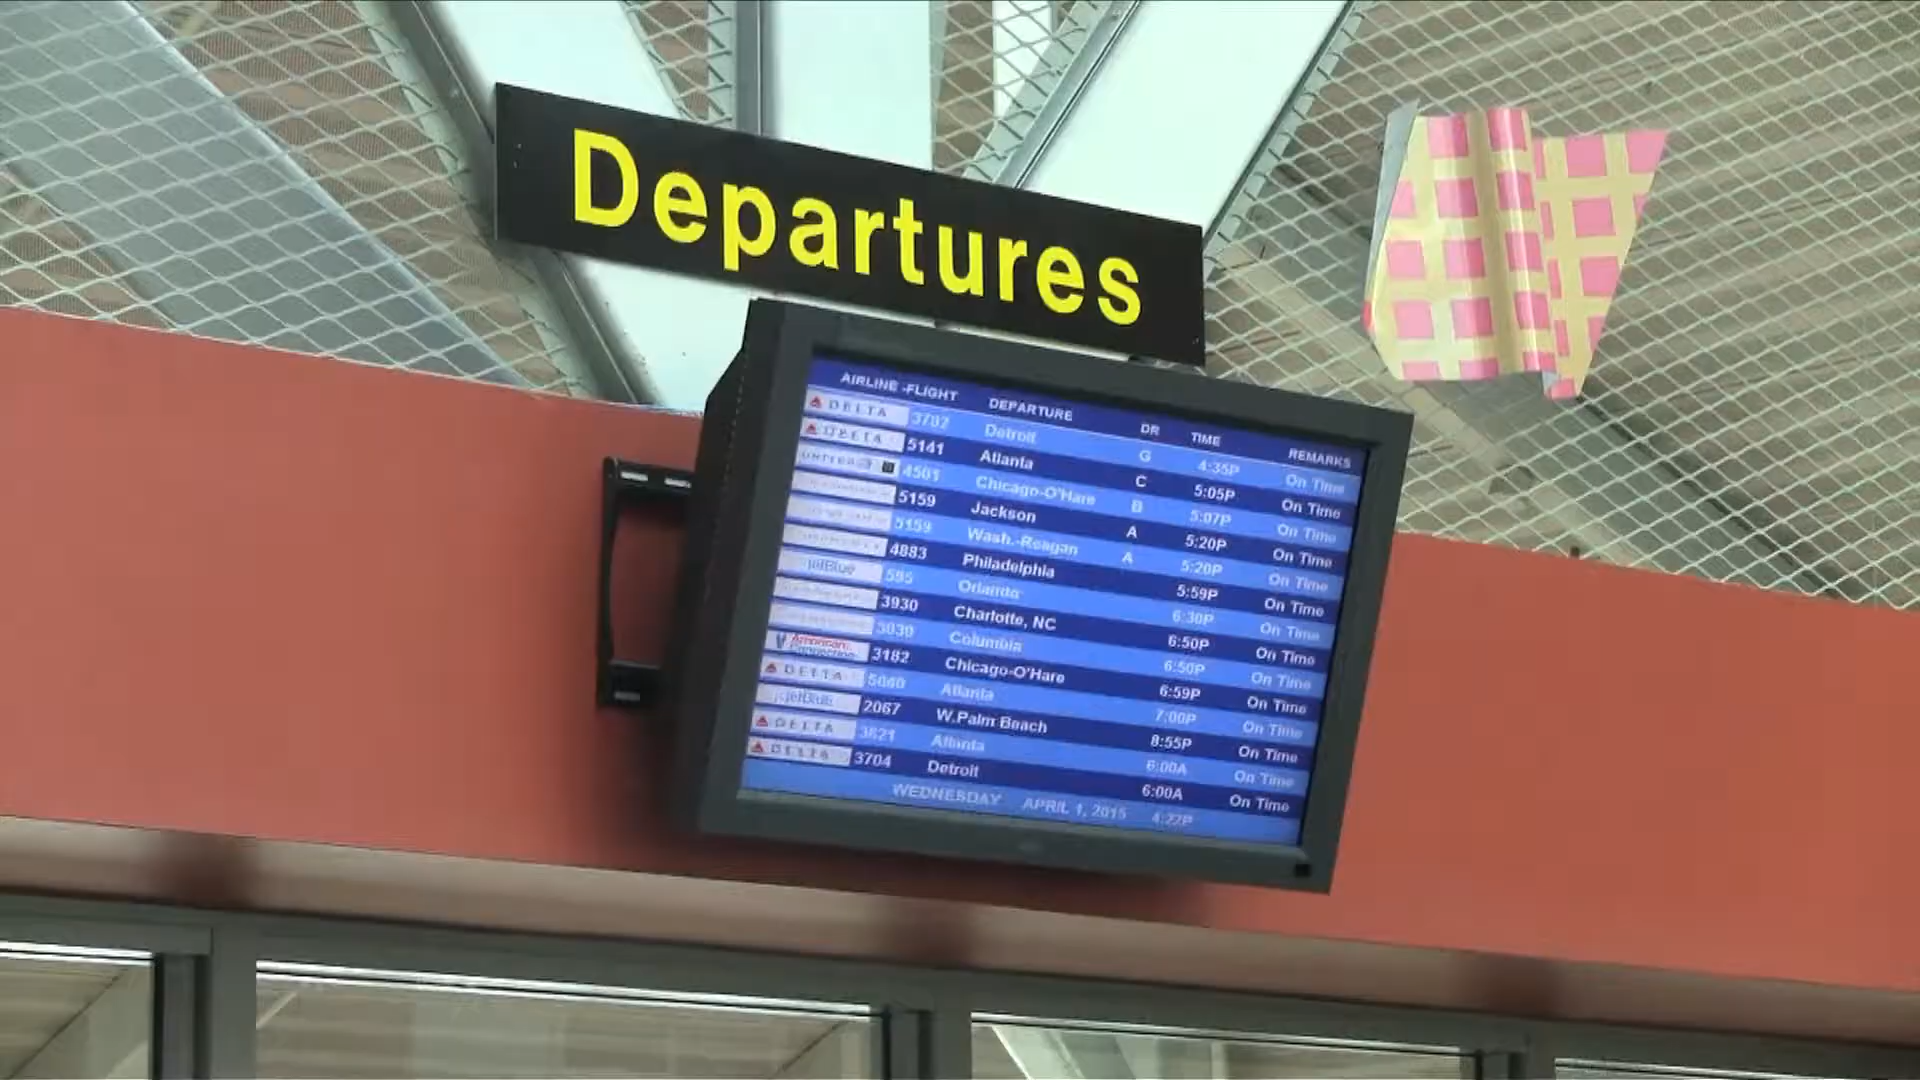 Departures
AIRLINE -FLIGHT DEPARTURE DR TIME REMARKS
DELTA 3702 Detroit G 4:35P On Time
DELTA 5141 Atlanta C 5:05P On Time
UNITED 4501 Chicago-O'Hare B 5:07P On Time
5159 Jackson A 5:20P On Time
5159 Wash.-Reagan A 5:20P On Time
4883 Philadelphia 5:59P On Time
jetBlue 595 Orlando 6:30P On Time
3930 Charlotte, NC 6:50P On Time
3930 Columbia 6:50P On Time
American 3182 Chicago-O'Hare 6:59P On Time
DELTA 5040 Atlanta 7:00P On Time
jetBlue 2067 W.Palm Beach 8:55P On Time
DELTA 3621 Atlanta 6:00A On Time
DELTA 3704 Detroit 6:00A On Time
WEDNESDAY APRIL 1, 2015 4:22P